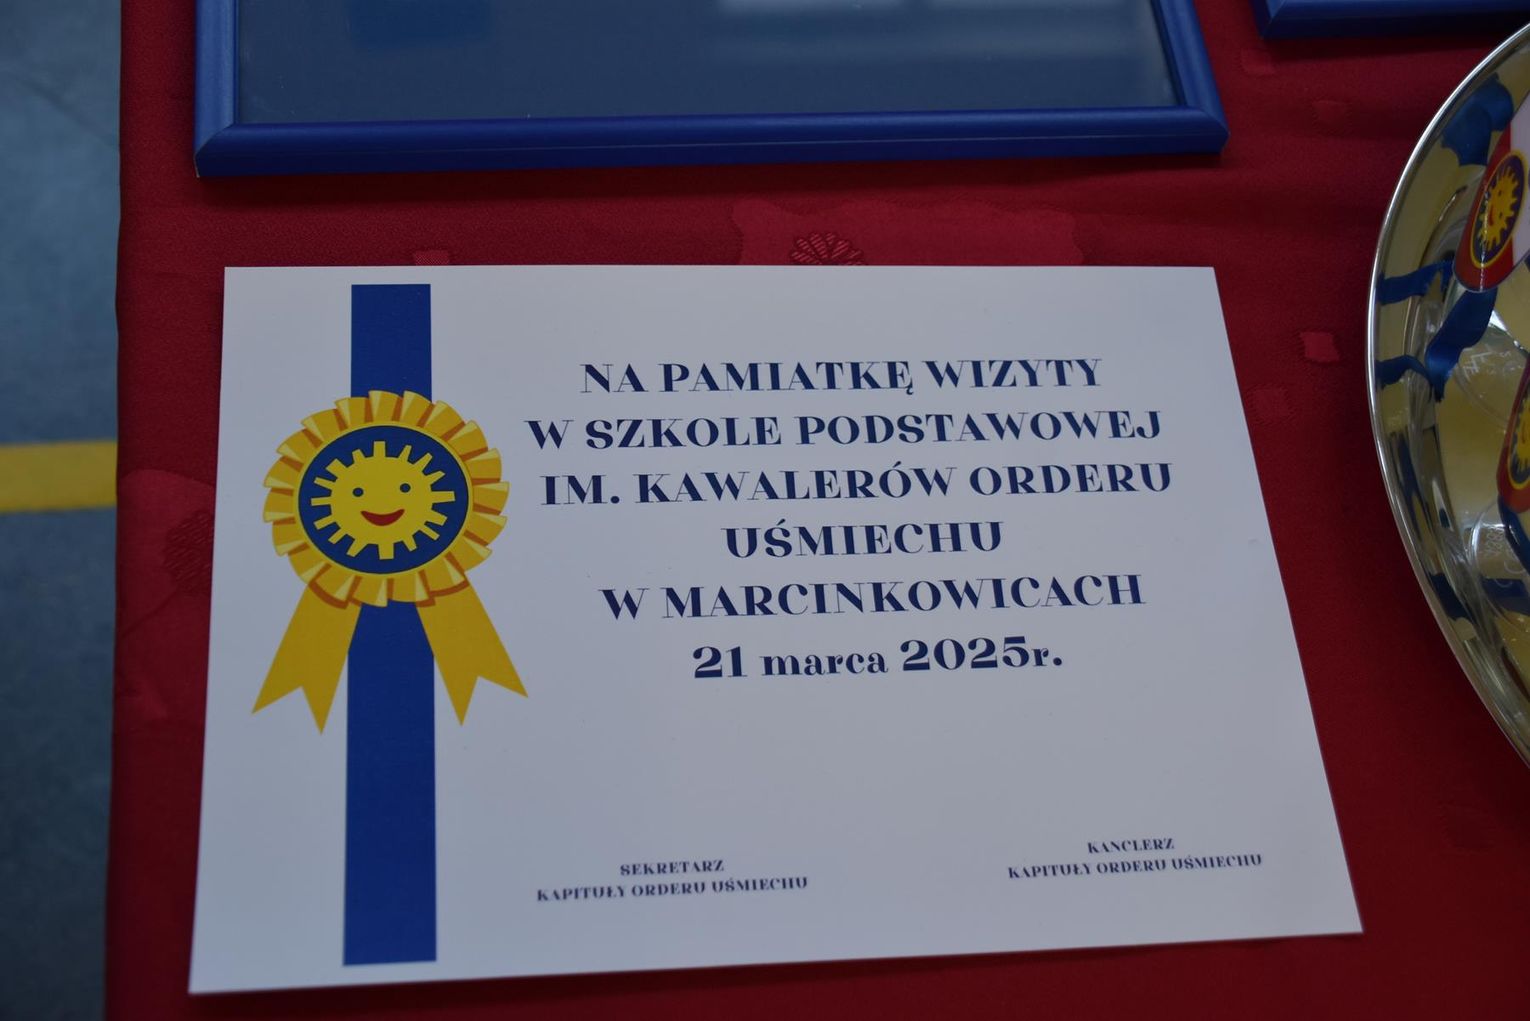 NA PAMIATKĘ WIZYTY
W SZKOLE PODSTAWOWEJ
IM. KAWALERÓW ORDERU
UŚMIECHU
W MARCINKOWICACH
21 marca 2025r.
SEKRETARZ
KAPITUŁY ORDERU UŚMIECHU
KANCLERZ
KAPITUŁY ORDERU UŚMIECHU